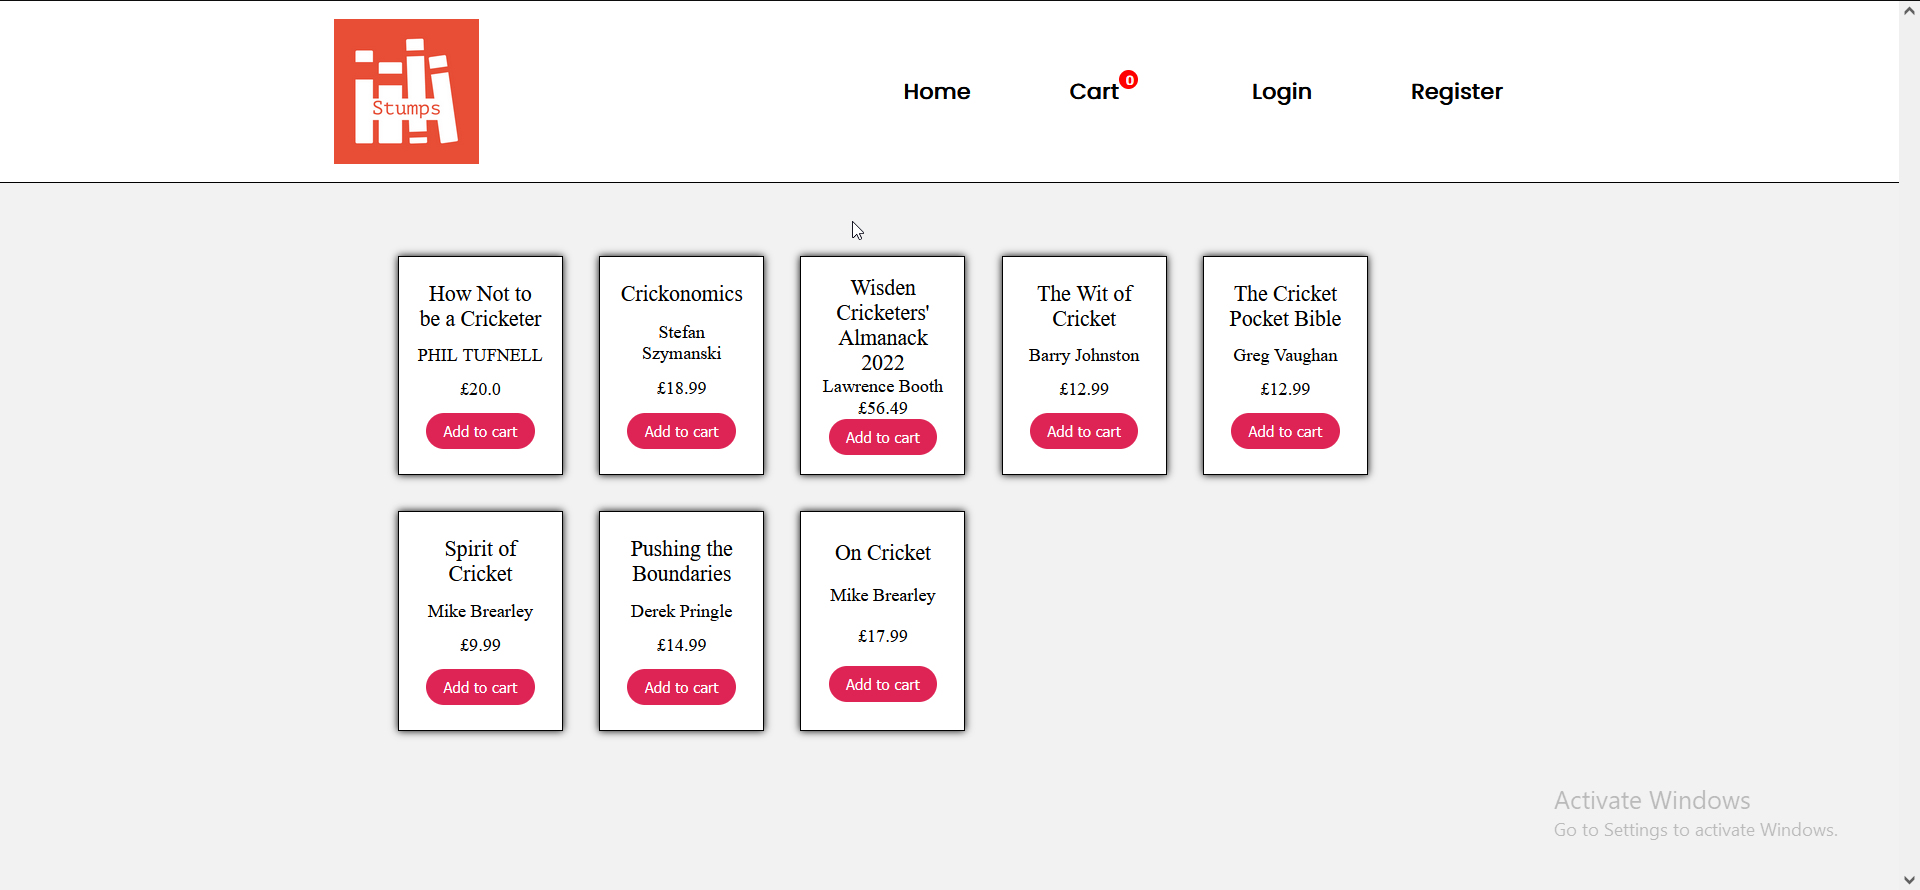 Stumps
Home
Cart
0
Login
Register
How Not to
be a Cricketer
PHIL TUFNELL
£20.0
Add to cart
Crickonomics
Stefan
Szymanski
£18.99
Add to cart
Wisden
Cricketers'
Almanack
2022
Lawrence Booth
£56.49
Add to cart
The Wit of
Cricket
Barry Johnston
£12.99
Add to cart
The Cricket
Pocket Bible
Greg Vaughan
£12.99
Add to cart
Spirit of
Cricket
Mike Brearley
£9.99
Add to cart
Pushing the
Boundaries
Derek Pringle
£14.99
Add to cart
On Cricket
Mike Brearley
£17.99
Add to cart
Activate Windows
Go to Settings to activate Windows.